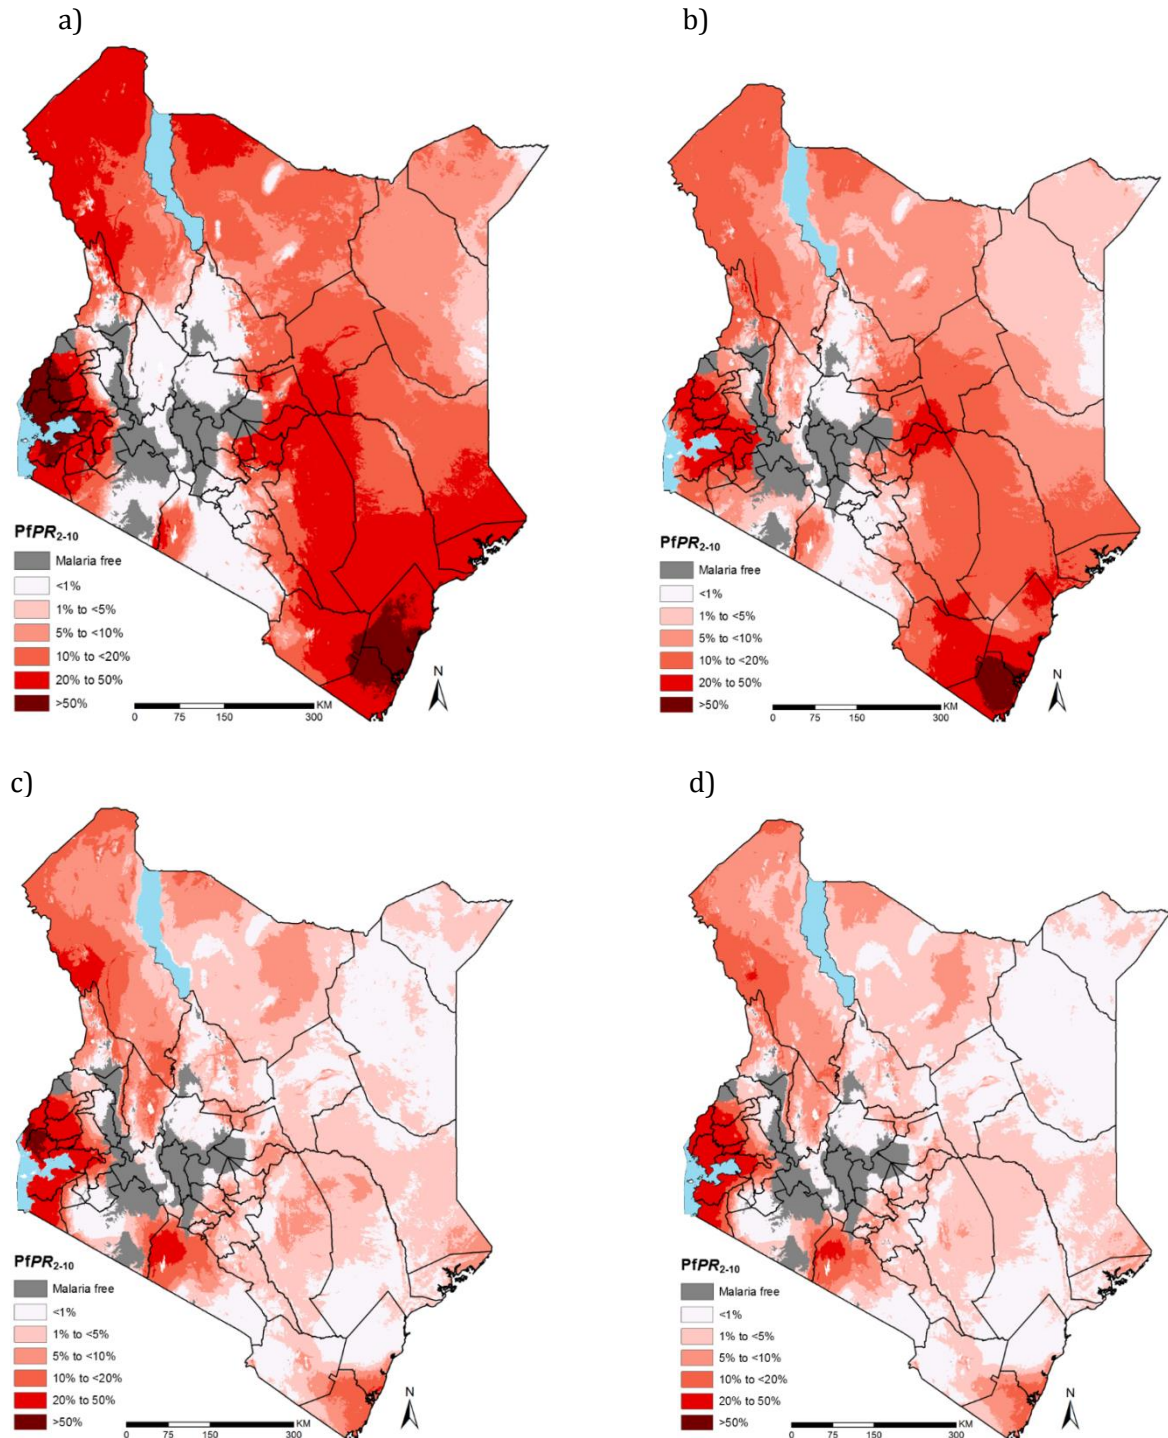 a)
b)
PfPR2-10
Malaria free
<1%
1% to <5%
5% to <10%
10% to <20%
20% to 50%
>50%
N
KM
0 75 150 300
PfPR2-10
Malaria free
<1%
1% to <5%
5% to <10%
10% to <20%
20% to 50%
>50%
N
KM
0 75 150 300
c)
d)
PfPR2-10
Malaria free
<1%
1% to <5%
5% to <10%
10% to <20%
20% to 50%
>50%
N
KM
0 75 150 300
PfPR2-10
Malaria free
<1%
1% to <5%
5% to <10%
10% to <20%
20% to 50%
>50%
N
KM
0 75 150 300